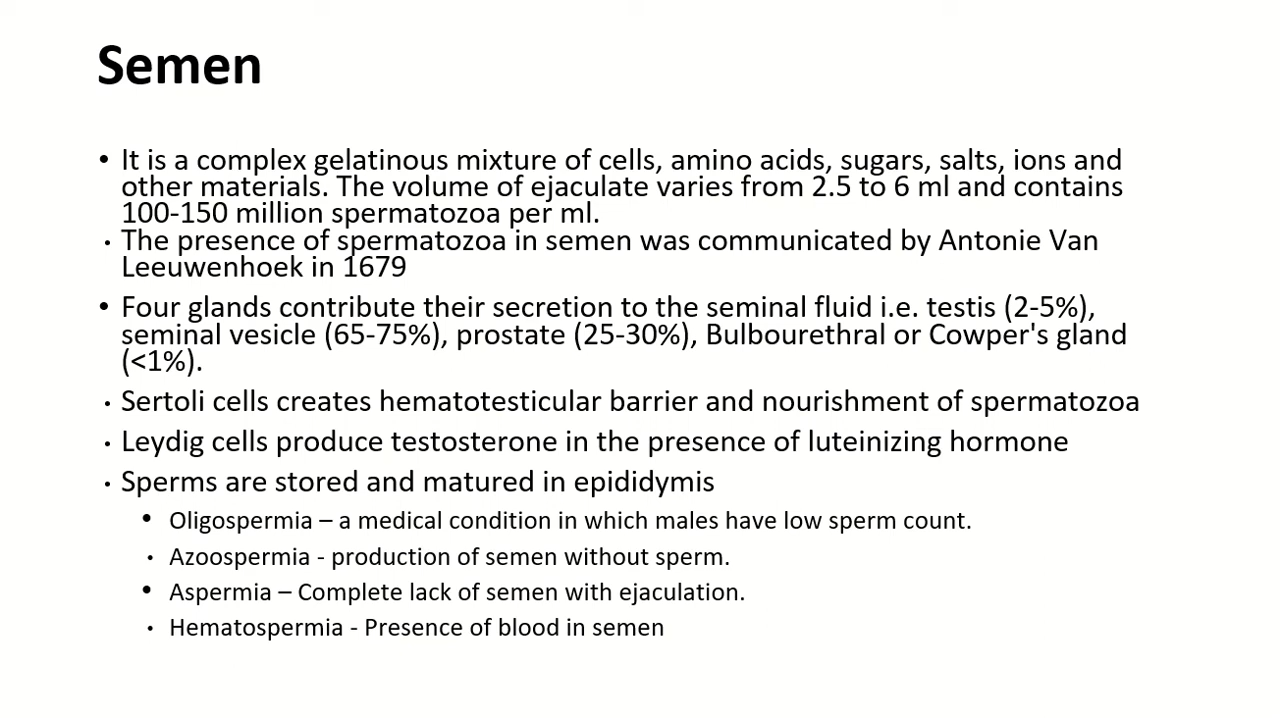 Semen
• It is a complex gelatinous mixture of cells, amino acids, sugars, salts, ions and
other materials. The volume of ejaculate varies from 2.5 to 6 ml and contains
100-150 million spermatozoa per ml.
• The presence of spermatozoa in semen was communicated by Antonie Van
Leeuwenhoek in 1679
• Four glands contribute their secretion to the seminal fluid i.e. testis (2-5%),
seminal vesicle (65-75%), prostate (25-30%), Bulbourethral or Cowper's gland
(<1%).
• Sertoli cells creates hematotesticular barrier and nourishment of spermatozoa
• Leydig cells produce testosterone in the presence of luteinizing hormone
• Sperms are stored and matured in epididymis
• Oligospermia – a medical condition in which males have low sperm count.
• Azoospermia - production of semen without sperm.
• Aspermia – Complete lack of semen with ejaculation.
• Hematospermia - Presence of blood in semen